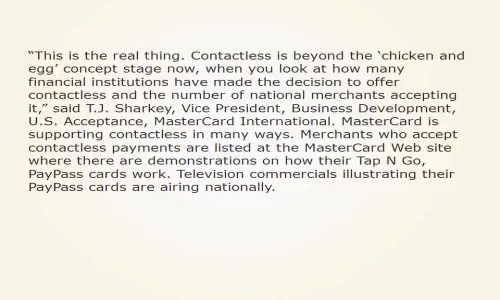 “This is the real thing. Contactless is beyond the ‘chicken and
egg’ concept stage now, when you look at how many
financial institutions have made the decision to offer
contactless and the number of national merchants accepting
it,” said T.J. Sharkey, Vice President, Business Development,
U.S. Acceptance, MasterCard International. MasterCard is
supporting contactless in many ways. Merchants who accept
contactless payments are listed at the MasterCard Web site
where there are demonstrations on how their Tap N Go,
PayPass cards work. Television commercials illustrating their
PayPass cards are airing nationally.